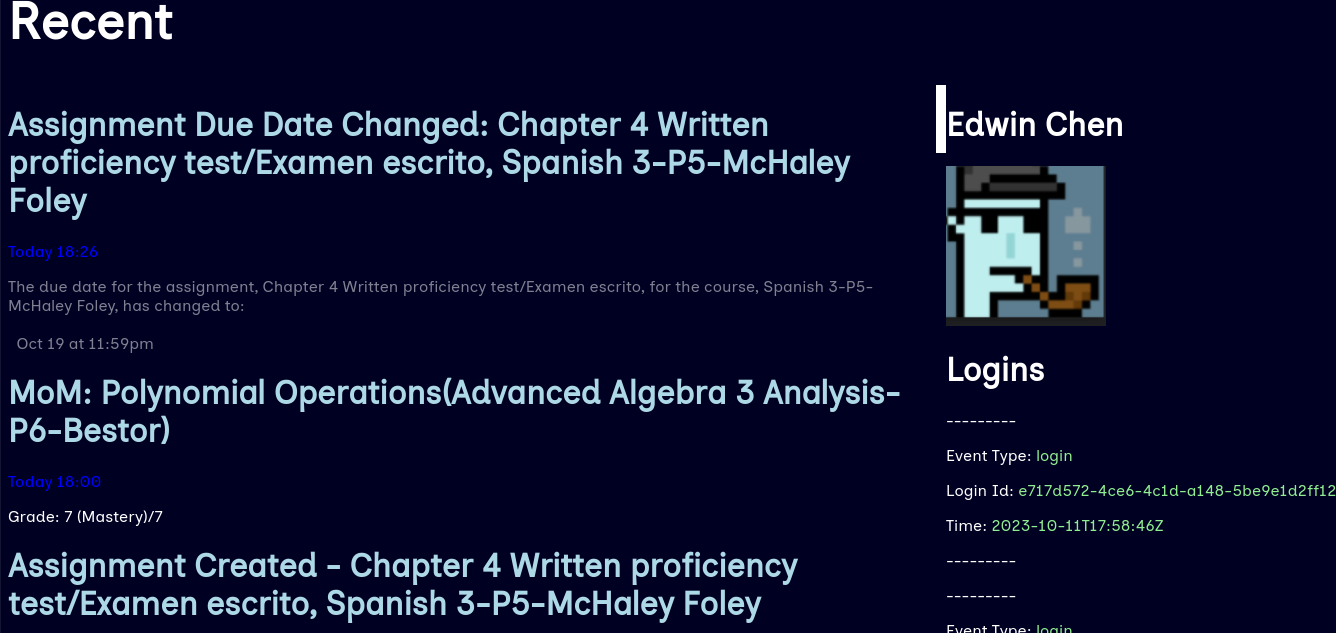 Recent
Assignment Due Date Changed: Chapter 4 Written
proficiency test/Examen escrito, Spanish 3-P5-McHaley
Foley
Today 18:26
The due date for the assignment, Chapter 4 Written proficiency test/Examen escrito, for the course, Spanish 3-P5-
McHaley Foley, has changed to:
Oct 19 at 11:59pm
MoM: Polynomial Operations(Advanced Algebra 3 Analysis-
P6-Bestor)
Today 18:00
Grade: 7 (Mastery)/7
Assignment Created - Chapter 4 Written proficiency
test/Examen escrito, Spanish 3-P5-McHaley Foley
Edwin Chen
Logins
---------
Event Type: login
Login Id: e717d572-4ce6-4c1d-a148-5be9e1d2ff12
Time: 2023-10-11T17:58:46Z
---------
---------
Event Type: login